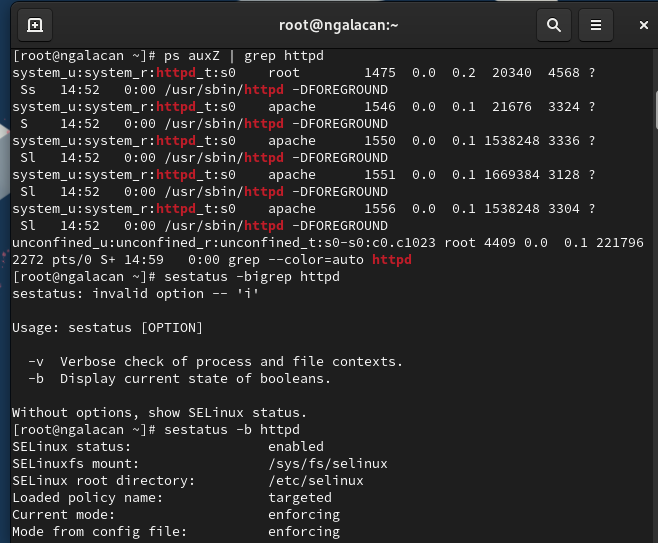 root@ngalacan:~
[root@ngalacan ~]# ps auxZ | grep httpd
system_u:system_r:httpd_t:s0    root        1475  0.0  0.2  20340  4568 ?
 Ss   14:52   0:00 /usr/sbin/httpd -DFOREGROUND
system_u:system_r:httpd_t:s0    apache      1546  0.0  0.1  21676  3324 ?
 S    14:52   0:00 /usr/sbin/httpd -DFOREGROUND
system_u:system_r:httpd_t:s0    apache      1550  0.0  0.1 1538248 3336 ?
 Sl   14:52   0:00 /usr/sbin/httpd -DFOREGROUND
system_u:system_r:httpd_t:s0    apache      1551  0.0  0.1 1669384 3128 ?
 Sl   14:52   0:00 /usr/sbin/httpd -DFOREGROUND
system_u:system_r:httpd_t:s0    apache      1556  0.0  0.1 1538248 3304 ?
 Sl   14:52   0:00 /usr/sbin/httpd -DFOREGROUND
unconfined_u:unconfined_r:unconfined_t:s0-s0:c0.c1023 root 4409 0.0  0.1 221796
2272 pts/0 S+ 14:59   0:00 grep --color=auto httpd
[root@ngalacan ~]# sestatus -bigrep httpd
sestatus: invalid option -- 'i'

Usage: sestatus [OPTION]

  -v  Verbose check of process and file contexts.
  -b  Display current state of booleans.

Without options, show SELinux status.
[root@ngalacan ~]# sestatus -b httpd
SELinux status:                 enabled
SELinuxfs mount:                /sys/fs/selinux
SELinux root directory:         /etc/selinux
Loaded policy name:             targeted
Current mode:                   enforcing
Mode from config file:          enforcing